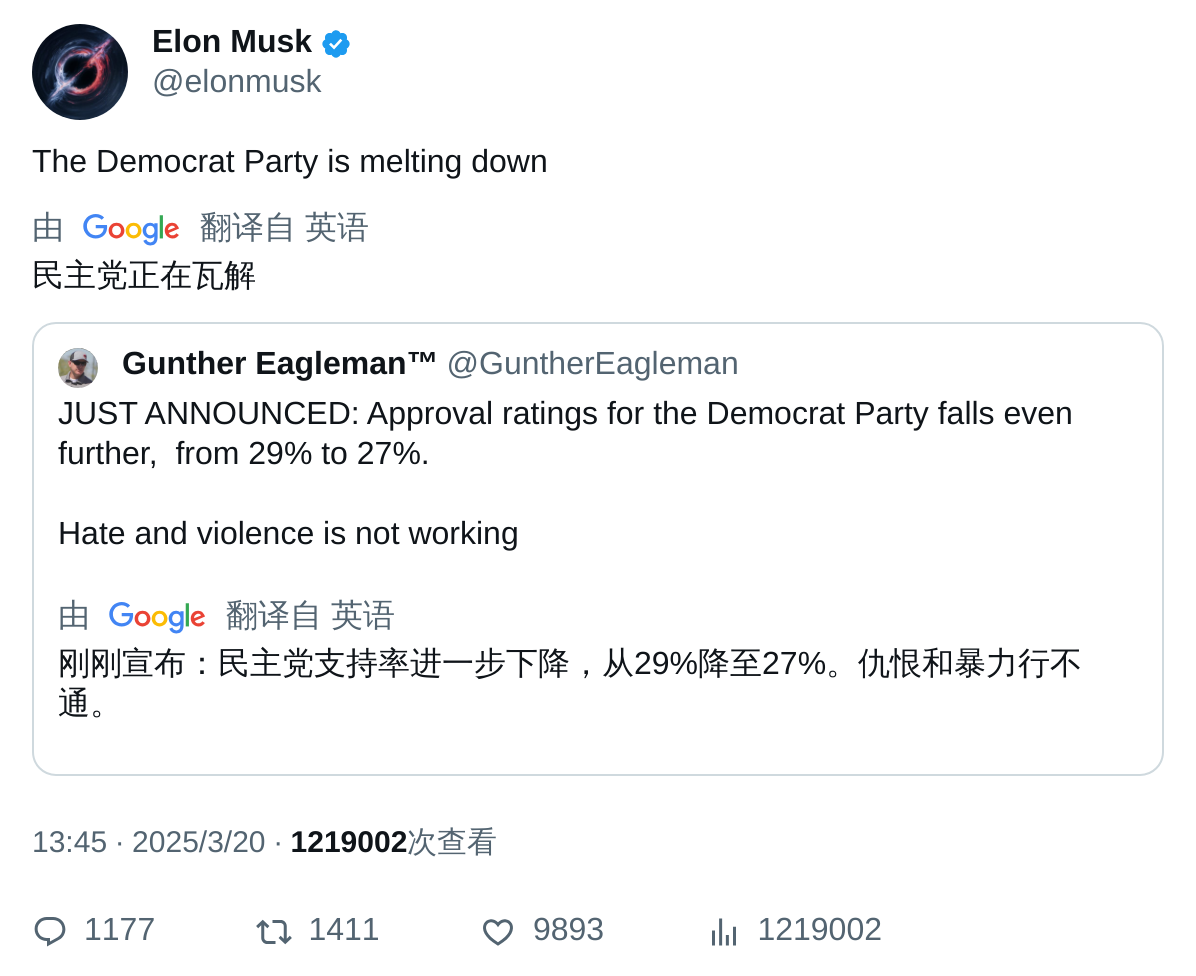 Elon Musk
@elonmusk
The Democrat Party is melting down
由 Google 翻译自 英语
民主党正在瓦解
Gunther Eagleman™ @GuntherEagleman
JUST ANNOUNCED: Approval ratings for the Democrat Party falls even
further,  from 29% to 27%.
Hate and violence is not working
由 Google 翻译自 英语
刚刚宣布：民主党支持率进一步下降，从29%降至27%。仇恨和暴力行不
通。
13:45 · 2025/3/20 · 1219002次查看
1177 1411 9893 1219002